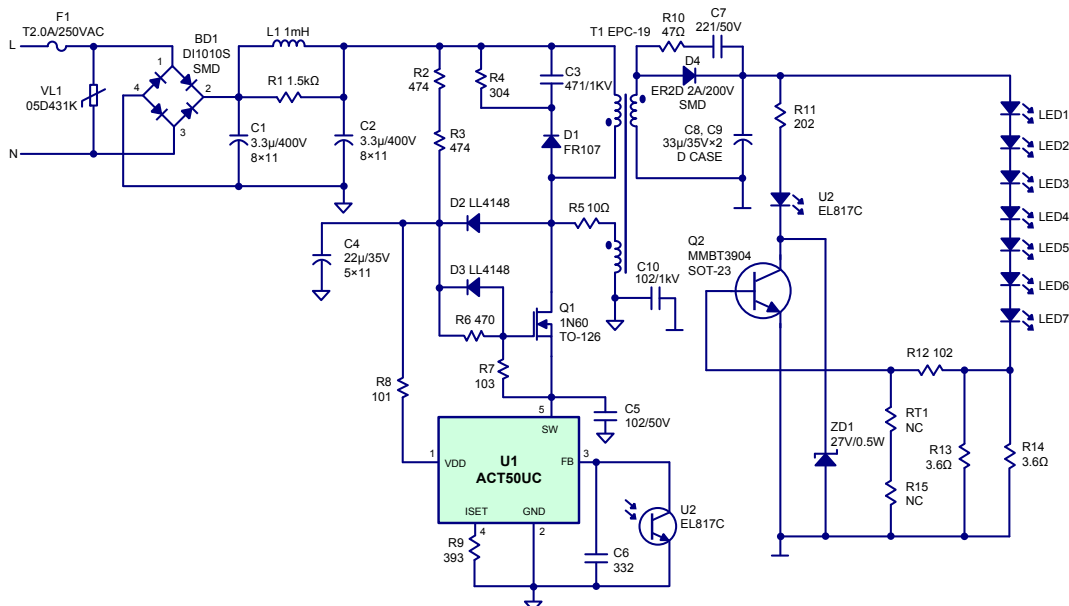 F1
T2.0A/250VAC
L
VL1
05D431K
N
BD1
DI1010S
SMD
1
4
2
3
L1 1mH
R1 1.5kΩ
C1
3.3µ/400V
8×11
C2
3.3µ/400V
8×11
R2
474
R3
474
R4
304
C3
471/1KV
D1
FR107
T1 EPC-19
R10
47Ω
C7
221/50V
D4
ER2D 2A/200V
SMD
C8, C9
33µ/35V×2
D CASE
R11
202
U2
EL817C
LED1
LED2
LED3
LED4
LED5
LED6
LED7
C4
22µ/35V
5×11
D2 LL4148
R5 10Ω
D3 LL4148
R6 470
Q1
1N60
TO-126
C10
102/1kV
Q2
MMBT3904
SOT-23
R7
103
R8
101
C5
102/50V
5
SW
1
VDD
U1
ACT50UC
FB
3
ISET
GND
4
2
R9
393
C6
332
U2
EL817C
ZD1
27V/0.5W
R12 102
RT1
NC
R15
NC
R13
3.6Ω
R14
3.6Ω